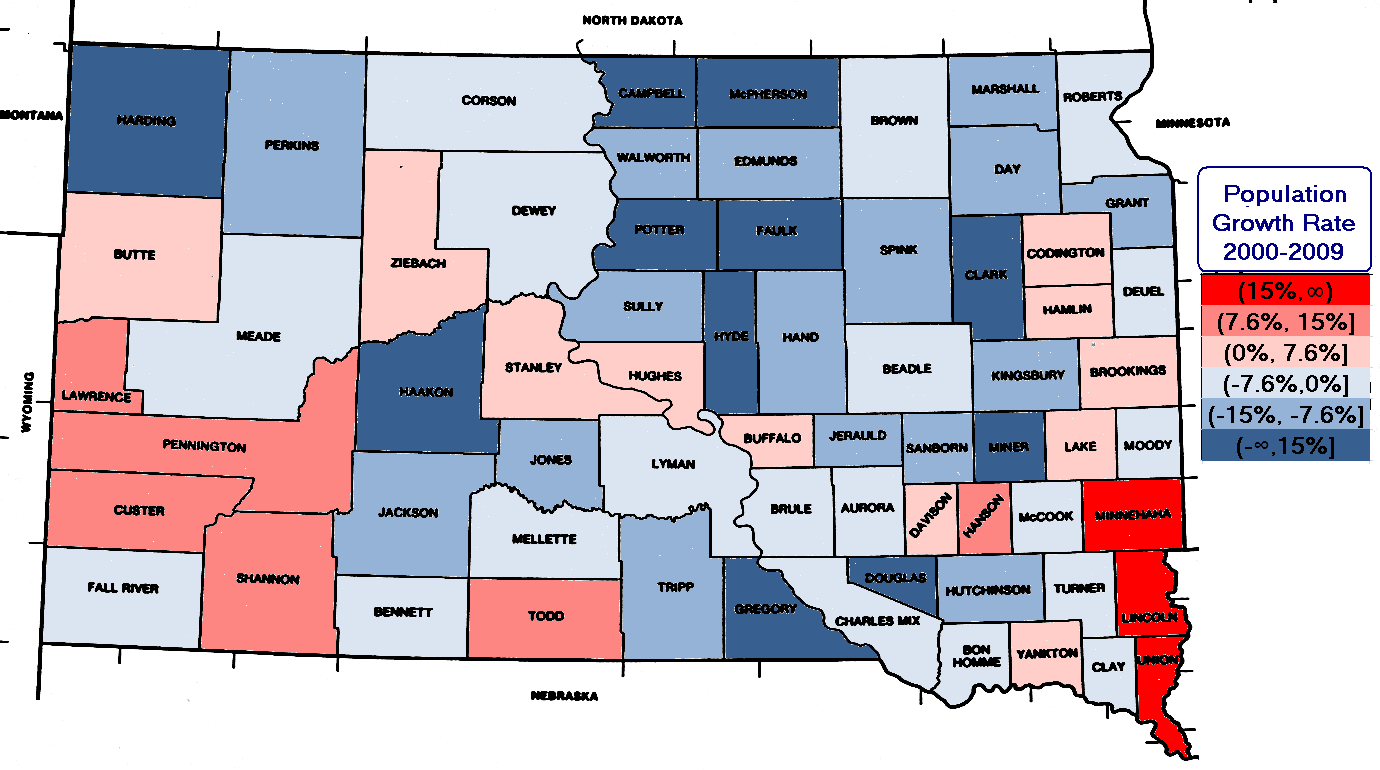 NORTH DAKOTA
MONTANA
HARDING
PERKINS
CORSON
CAMPBELL
McPHERSON
BROWN
MARSHALL
ROBERTS
MINNESOTA
WALWORTH
EDMUNDS
DAY
GRANT
Population
Growth Rate
2000-2009
(15%,∞)
(7.6%, 15%]
(0%, 7.6%]
(-7.6%,0%]
(-15%, -7.6%]
(-∞,15%]
BUTTE
DEWEY
ZIEBACH
POTTER
FAULK
SPINK
CLARK
CODINGTON
HAMLIN
DEUEL
MEADE
SULLY
HYDE
HAND
WYOMING
LAWRENCE
HAAKON
STANLEY
HUGHES
BEADLE
KINGSBURY
BROOKINGS
PENNINGTON
JONES
LYMAN
BUFFALO
JERAULD
SANBORN
MINER
LAKE
MOODY
CUSTER
JACKSON
MELLETTE
BRULE
AURORA
DAVISON
HANSON
McCOOK
MINNEHAHA
FALL RIVER
SHANNON
BENNETT
TODD
TRIPP
GREGORY
DOUGLAS
CHARLES MIX
HUTCHINSON
TURNER
LINCOLN
BON
HOMME
YANKTON
CLAY
UNION
NEBRASKA